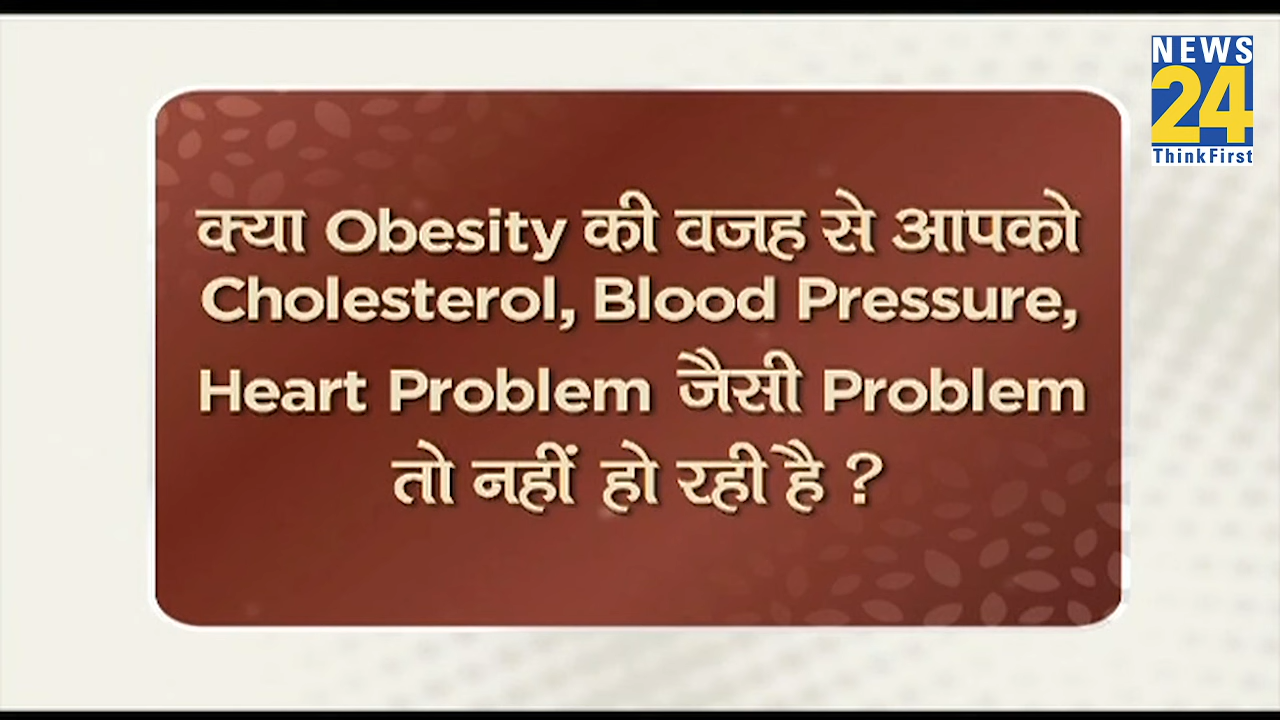 NEWS
24
ThinkFirst
क्या Obesity की वजह से आपको
Cholesterol, Blood Pressure,
Heart Problem जैसी Problem
तो नहीं हो रही है ?